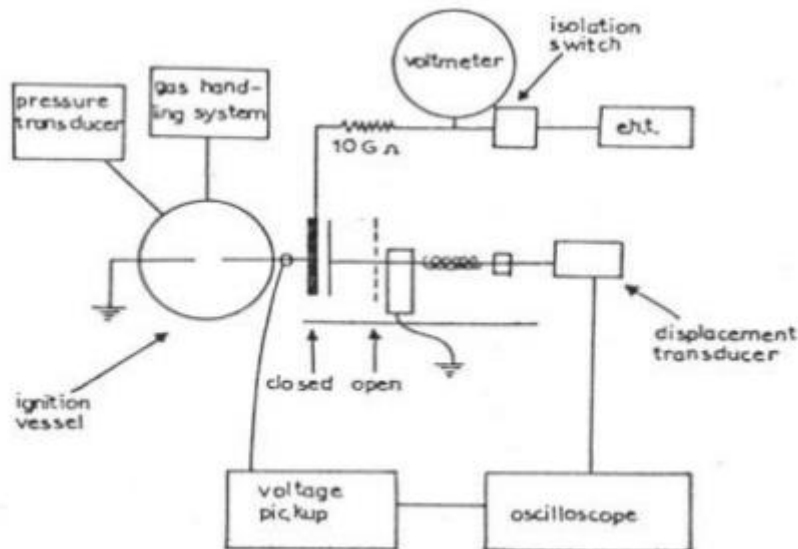 isolation
switch
voltmeter
gas hand-
ling system
pressure
transducer
e.h.t.
10 G Ω
displacement
transducer
closed
open
ignition
vessel
voltage
pickup
oscilloscope